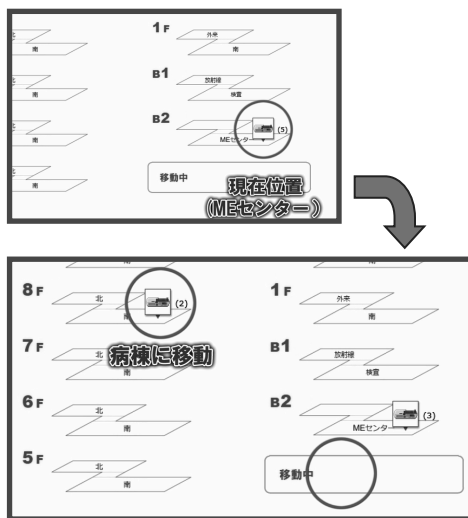 北
南
南
南
南
1F
外来
南
B1
放射線
検査
B2
(5)
MEセンター
移動中
現在位置
(MEセンター)
8F
北
(2)
南
病棟に移動
7F
北
南
6F
北
南
5F
北
南
南
1F
外来
南
B1
放射線
検査
B2
(3)
MEセンター
移動中